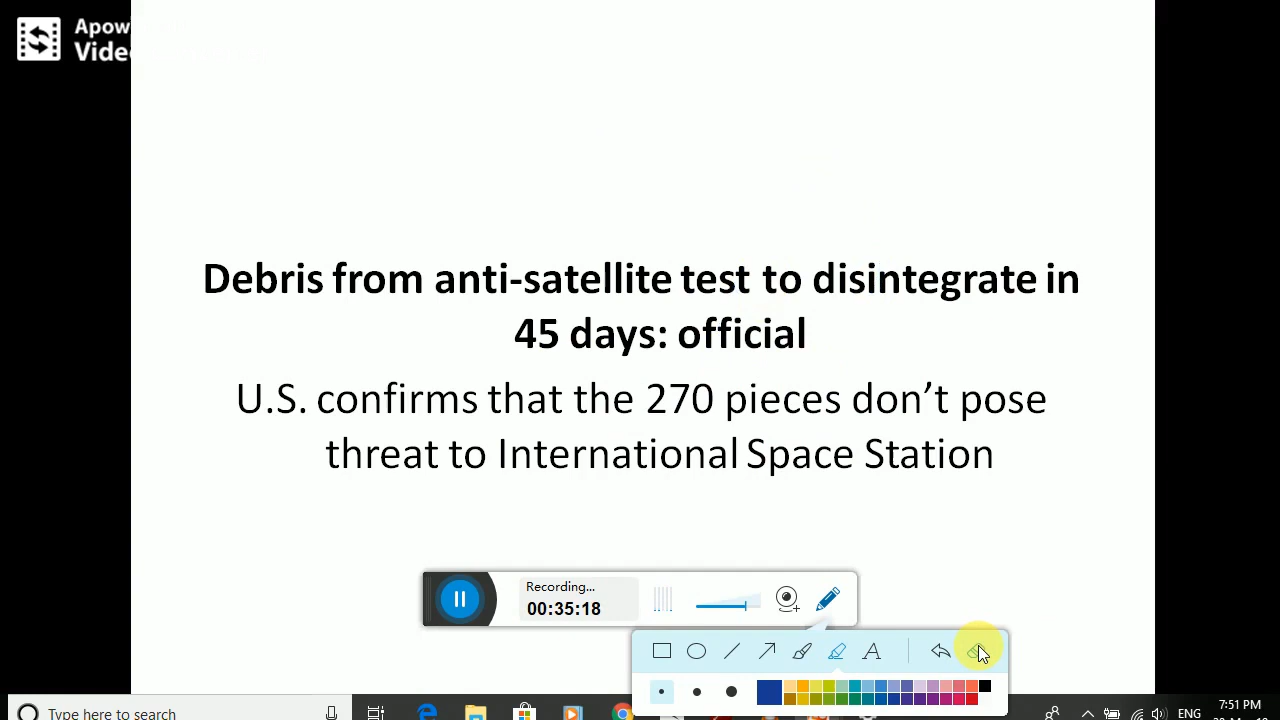 Apow
Vide
Debris from anti-satellite test to disintegrate in
45 days: official
U.S. confirms that the 270 pieces don’t pose
threat to International Space Station
Recording...
00:35:18
A
7:51 PM
ENG
Type here to search